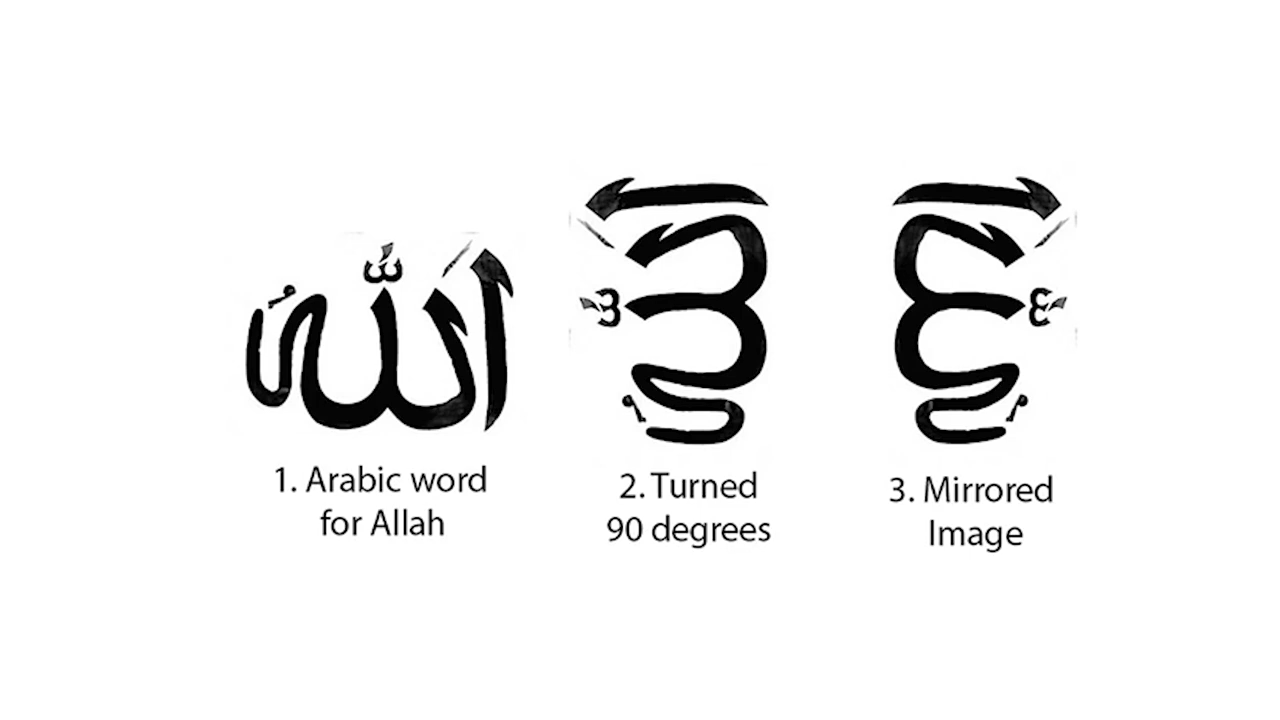 الله
1. Arabic word
for Allah
2. Turned
90 degrees
3. Mirrored
Image